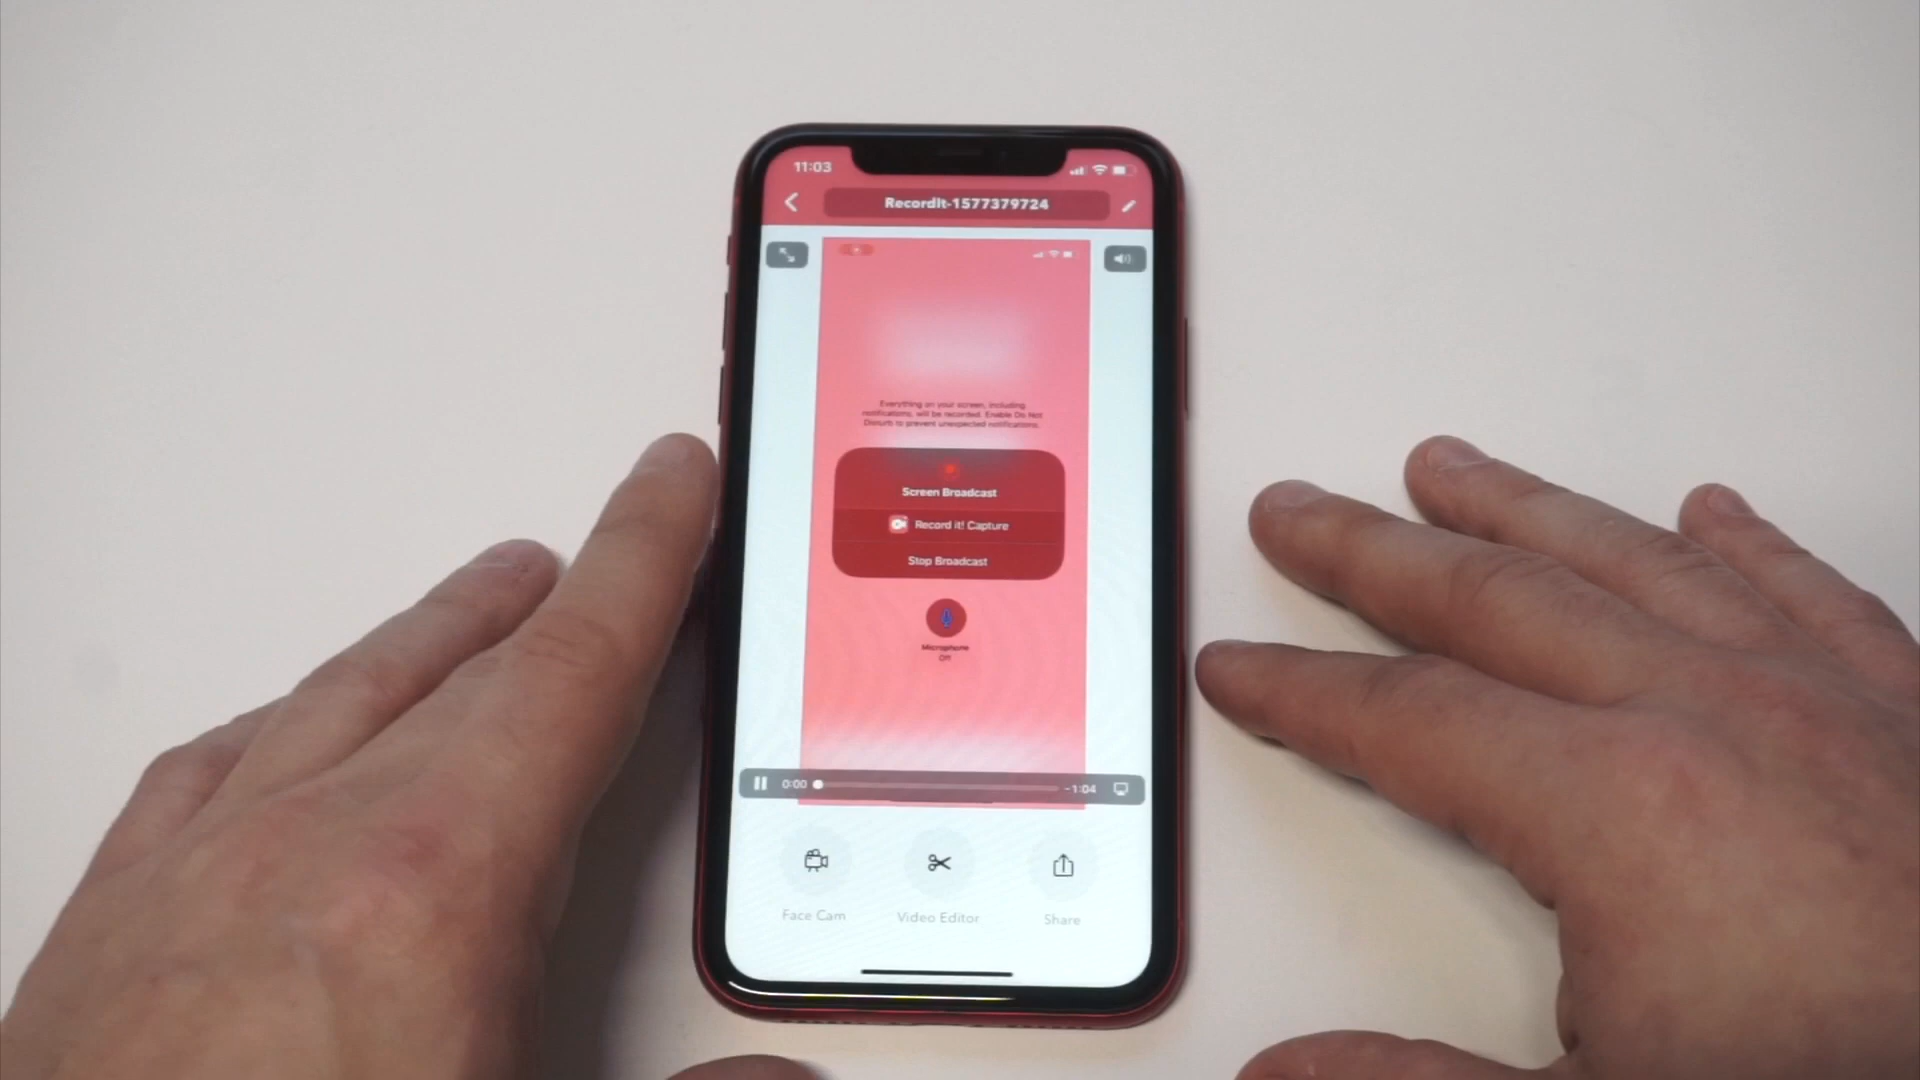 11:03
RecordIt-1577379724
Everything on your screen, including
notifications, will be recorded. Enable Do Not
Disturb to prevent unexpected notifications.
Screen Broadcast
Record it! Capture
Stop Broadcast
Microphone
Off
0:00
-1:04
Face Cam
Video Editor
Share